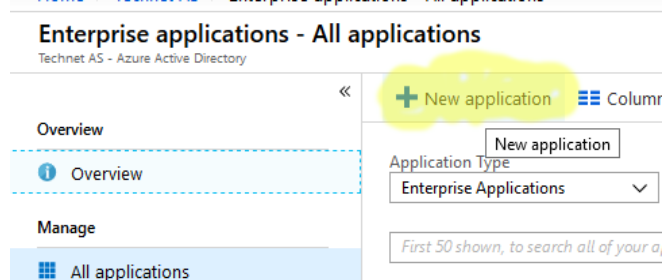 Enterprise applications - All applications
Technet AS - Azure Active Directory
«
New application
Column
Overview
New application
Application Type
Overview
Enterprise Applications
Manage
First 50 shown, to search all of your a
All applications